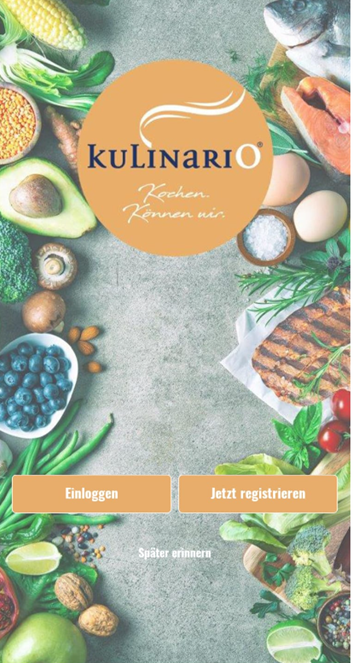 kulinario®
Kochen.
Können wir.
Einloggen
Jetzt registrieren
Später erinnern